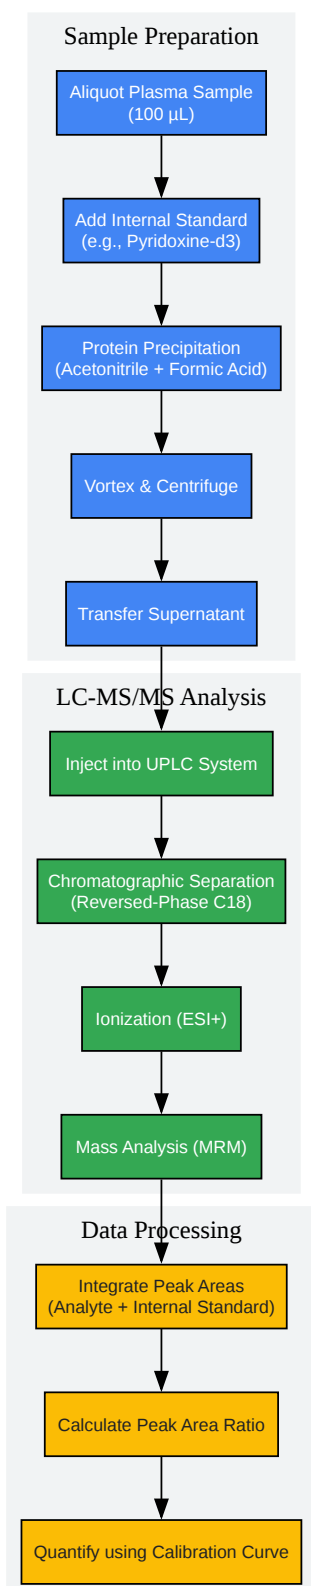 Sample Preparation
Aliquot Plasma Sample
(100 µL)
Add Internal Standard
(e.g., Pyridoxine-d3)
Protein Precipitation
(Acetonitrile + Formic Acid)
Vortex & Centrifuge
Transfer Supernatant
LC-MS/MS Analysis
Inject into UPLC System
Chromatographic Separation
(Reversed-Phase C18)
Ionization (ESI+)
Mass Analysis (MRM)
Data Processing
Integrate Peak Areas
(Analyte + Internal Standard)
Calculate Peak Area Ratio
Quantify using Calibration Curve